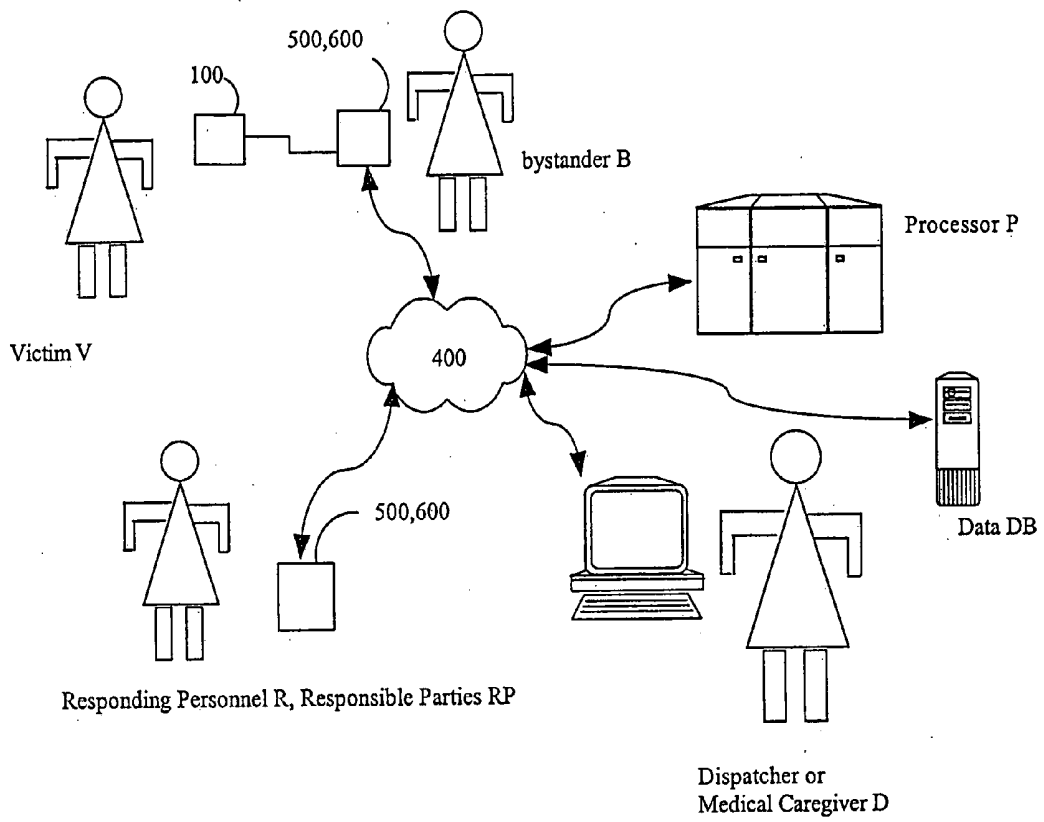 500,600
100
bystander B
Processor P
Victim V
400
500,600
Data DB
Responding Personnel R, Responsible Parties RP
Dispatcher or
Medical Caregiver D